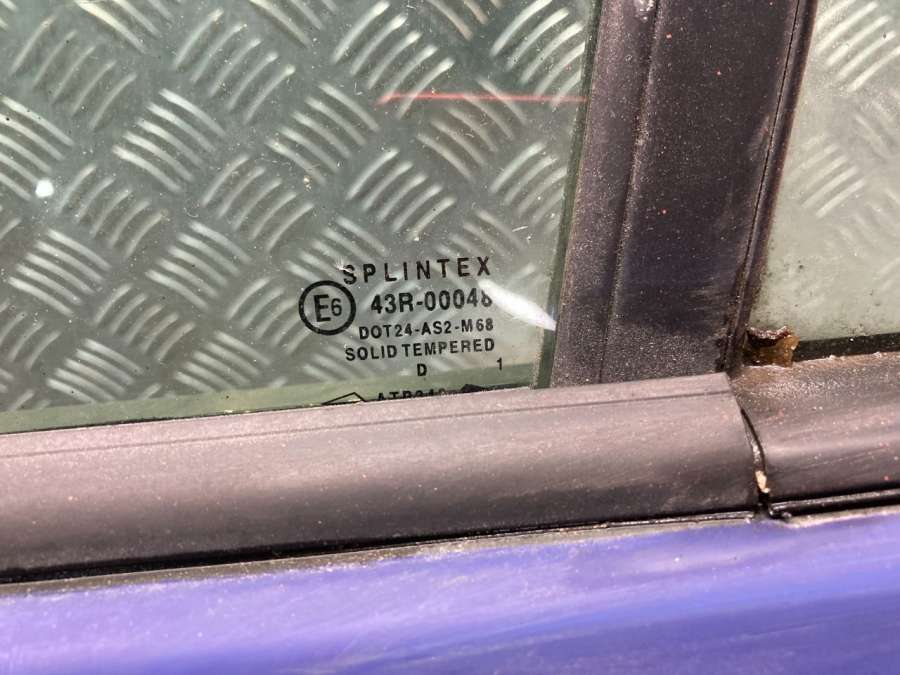 SPLINTEX
E6 43R-00048
DOT24-AS2-M68
SOLID TEMPERED
D 1